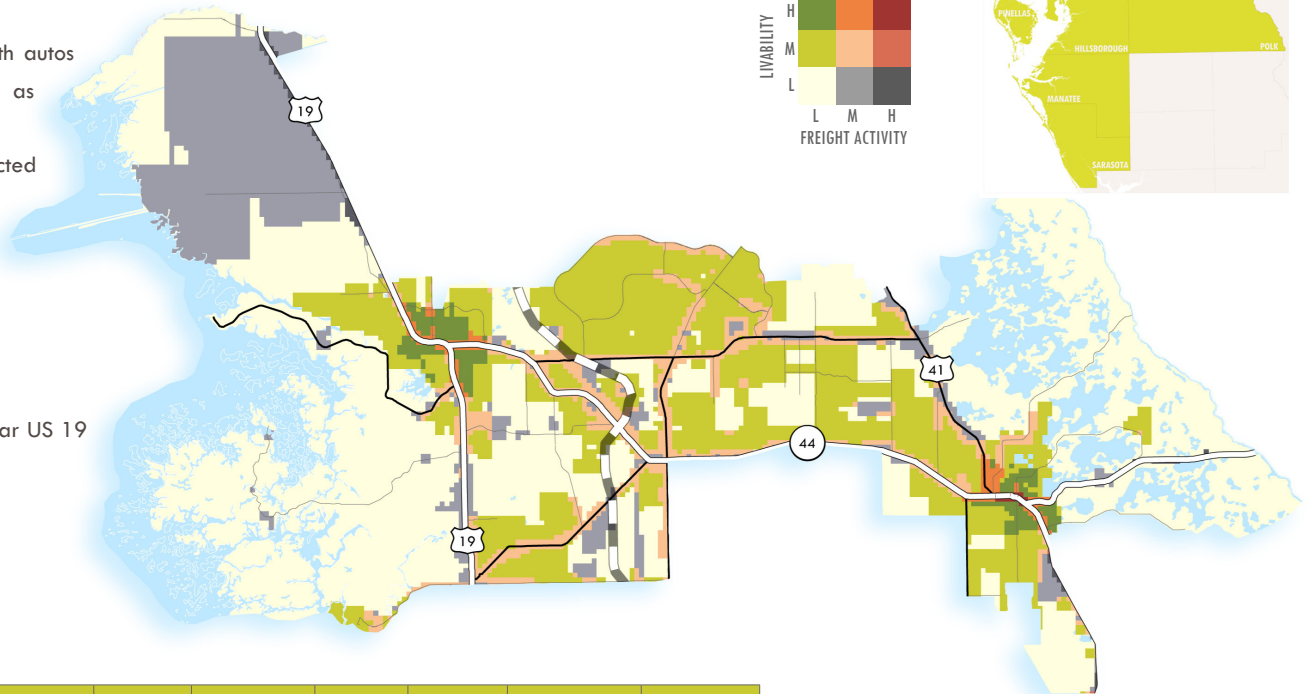 th autos
as
cted
ar US 19
LIVABILITY
H
M
L
L M H
FREIGHT ACTIVITY
PINELLAS
HILLSBOROUGH
POLK
MANATEE
SARASOTA
19
41
44
19